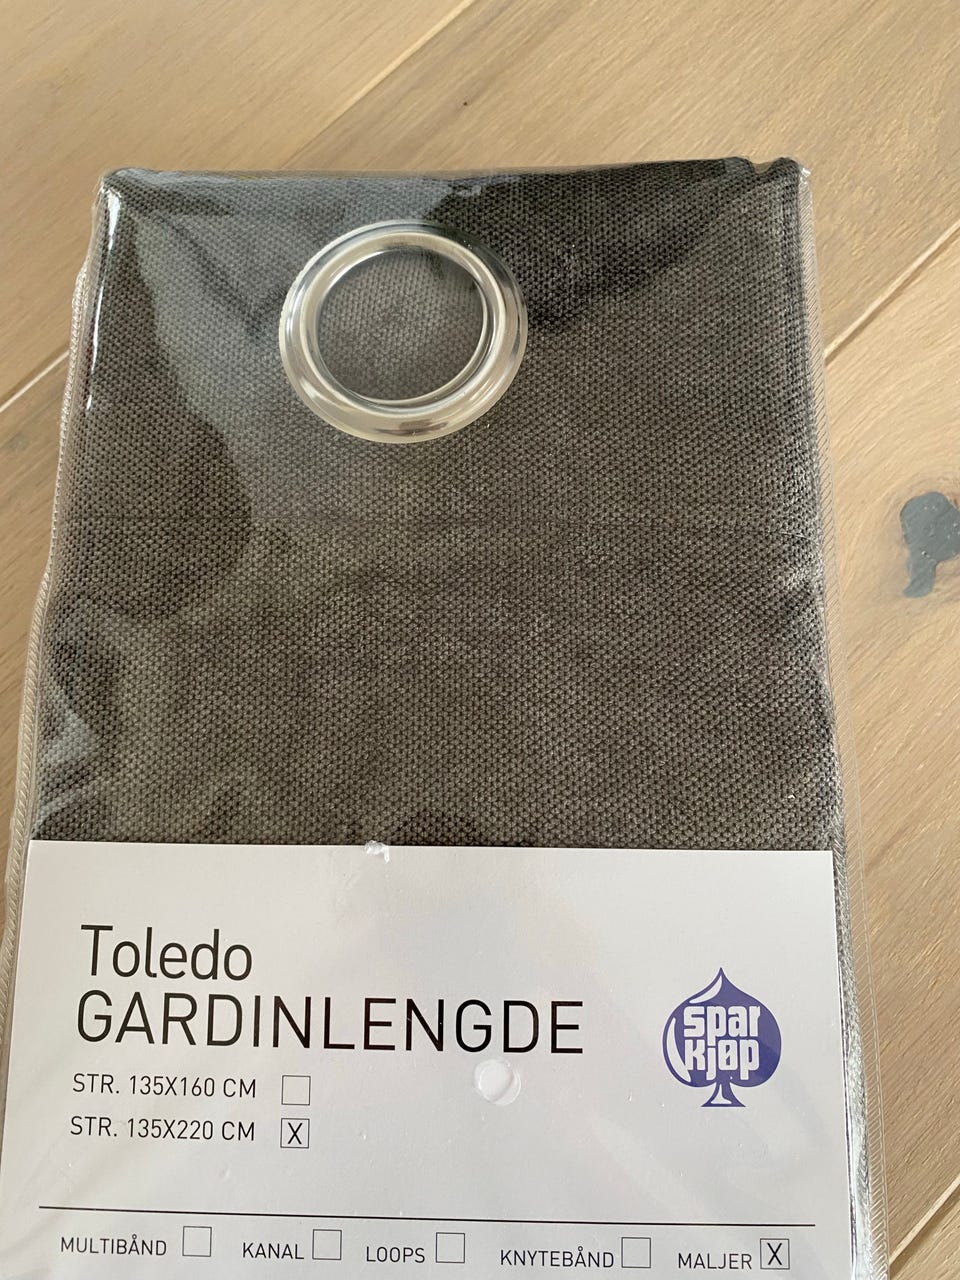 Toledo
GARDINLENGDE
spar
kjøp
STR. 135X160 CM
STR. 135X220 CM X
MULTIBÅND KANAL LOOPS KNYTEBÅND MALJER X